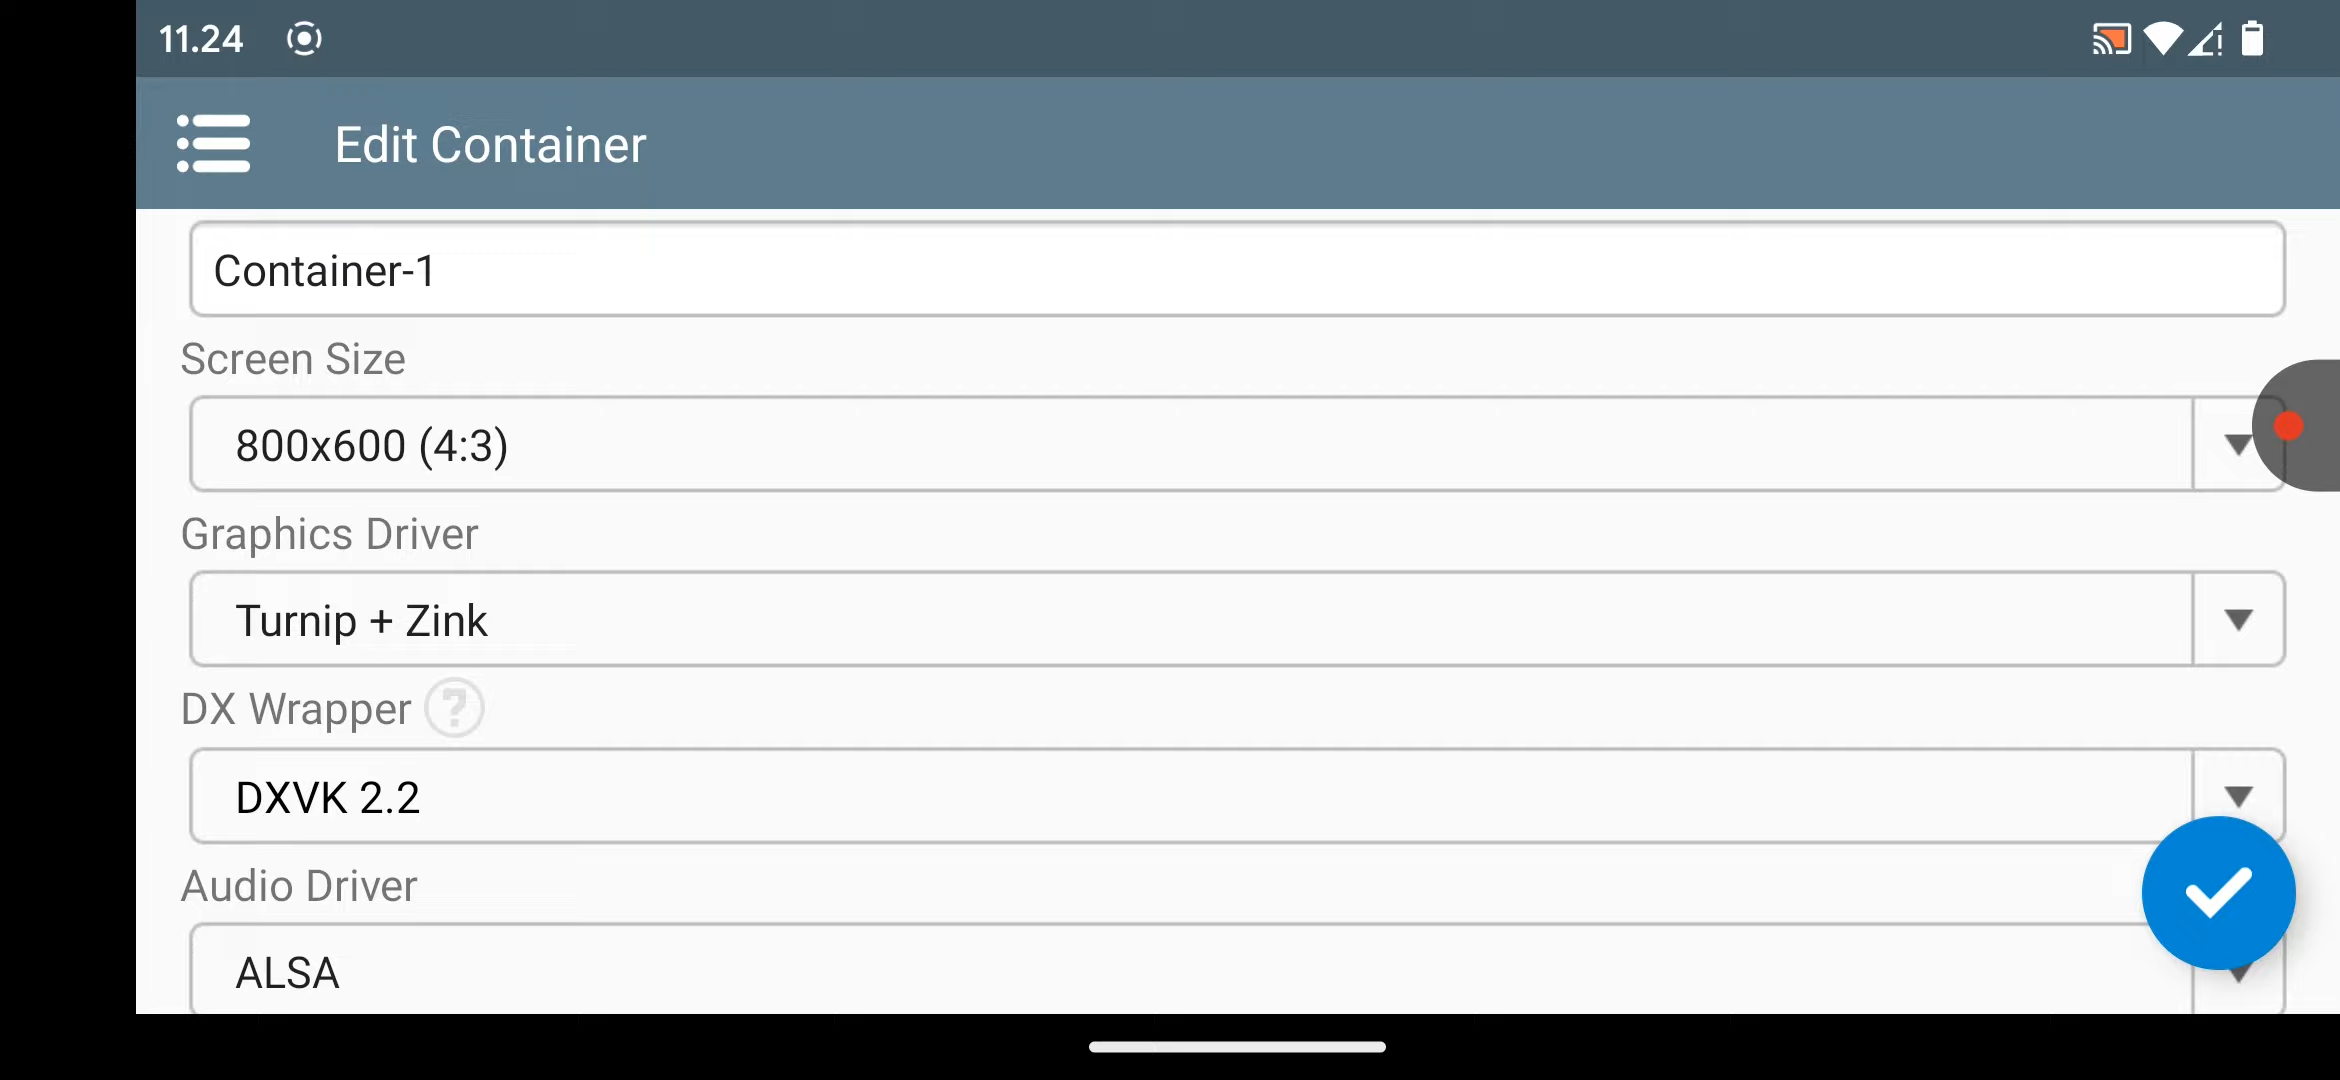 11.24
Edit Container
Container-1
Screen Size
800x600 (4:3)
Graphics Driver
Turnip + Zink
DX Wrapper ?
DXVK 2.2
Audio Driver
ALSA